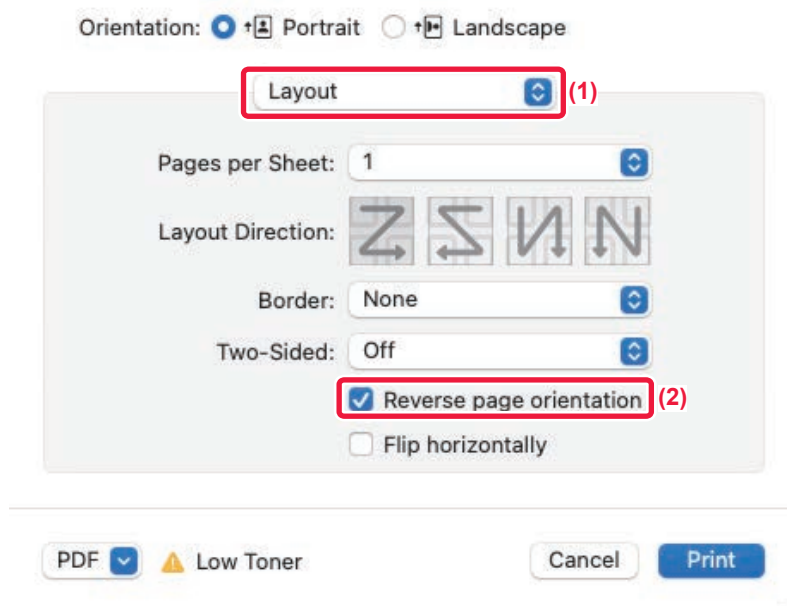 Orientation: Portrait Landscape
Layout (1)
Pages per Sheet: 1
Layout Direction:
Border: None
Two-Sided: Off
Reverse page orientation (2)
Flip horizontally
PDF Low Toner Cancel Print